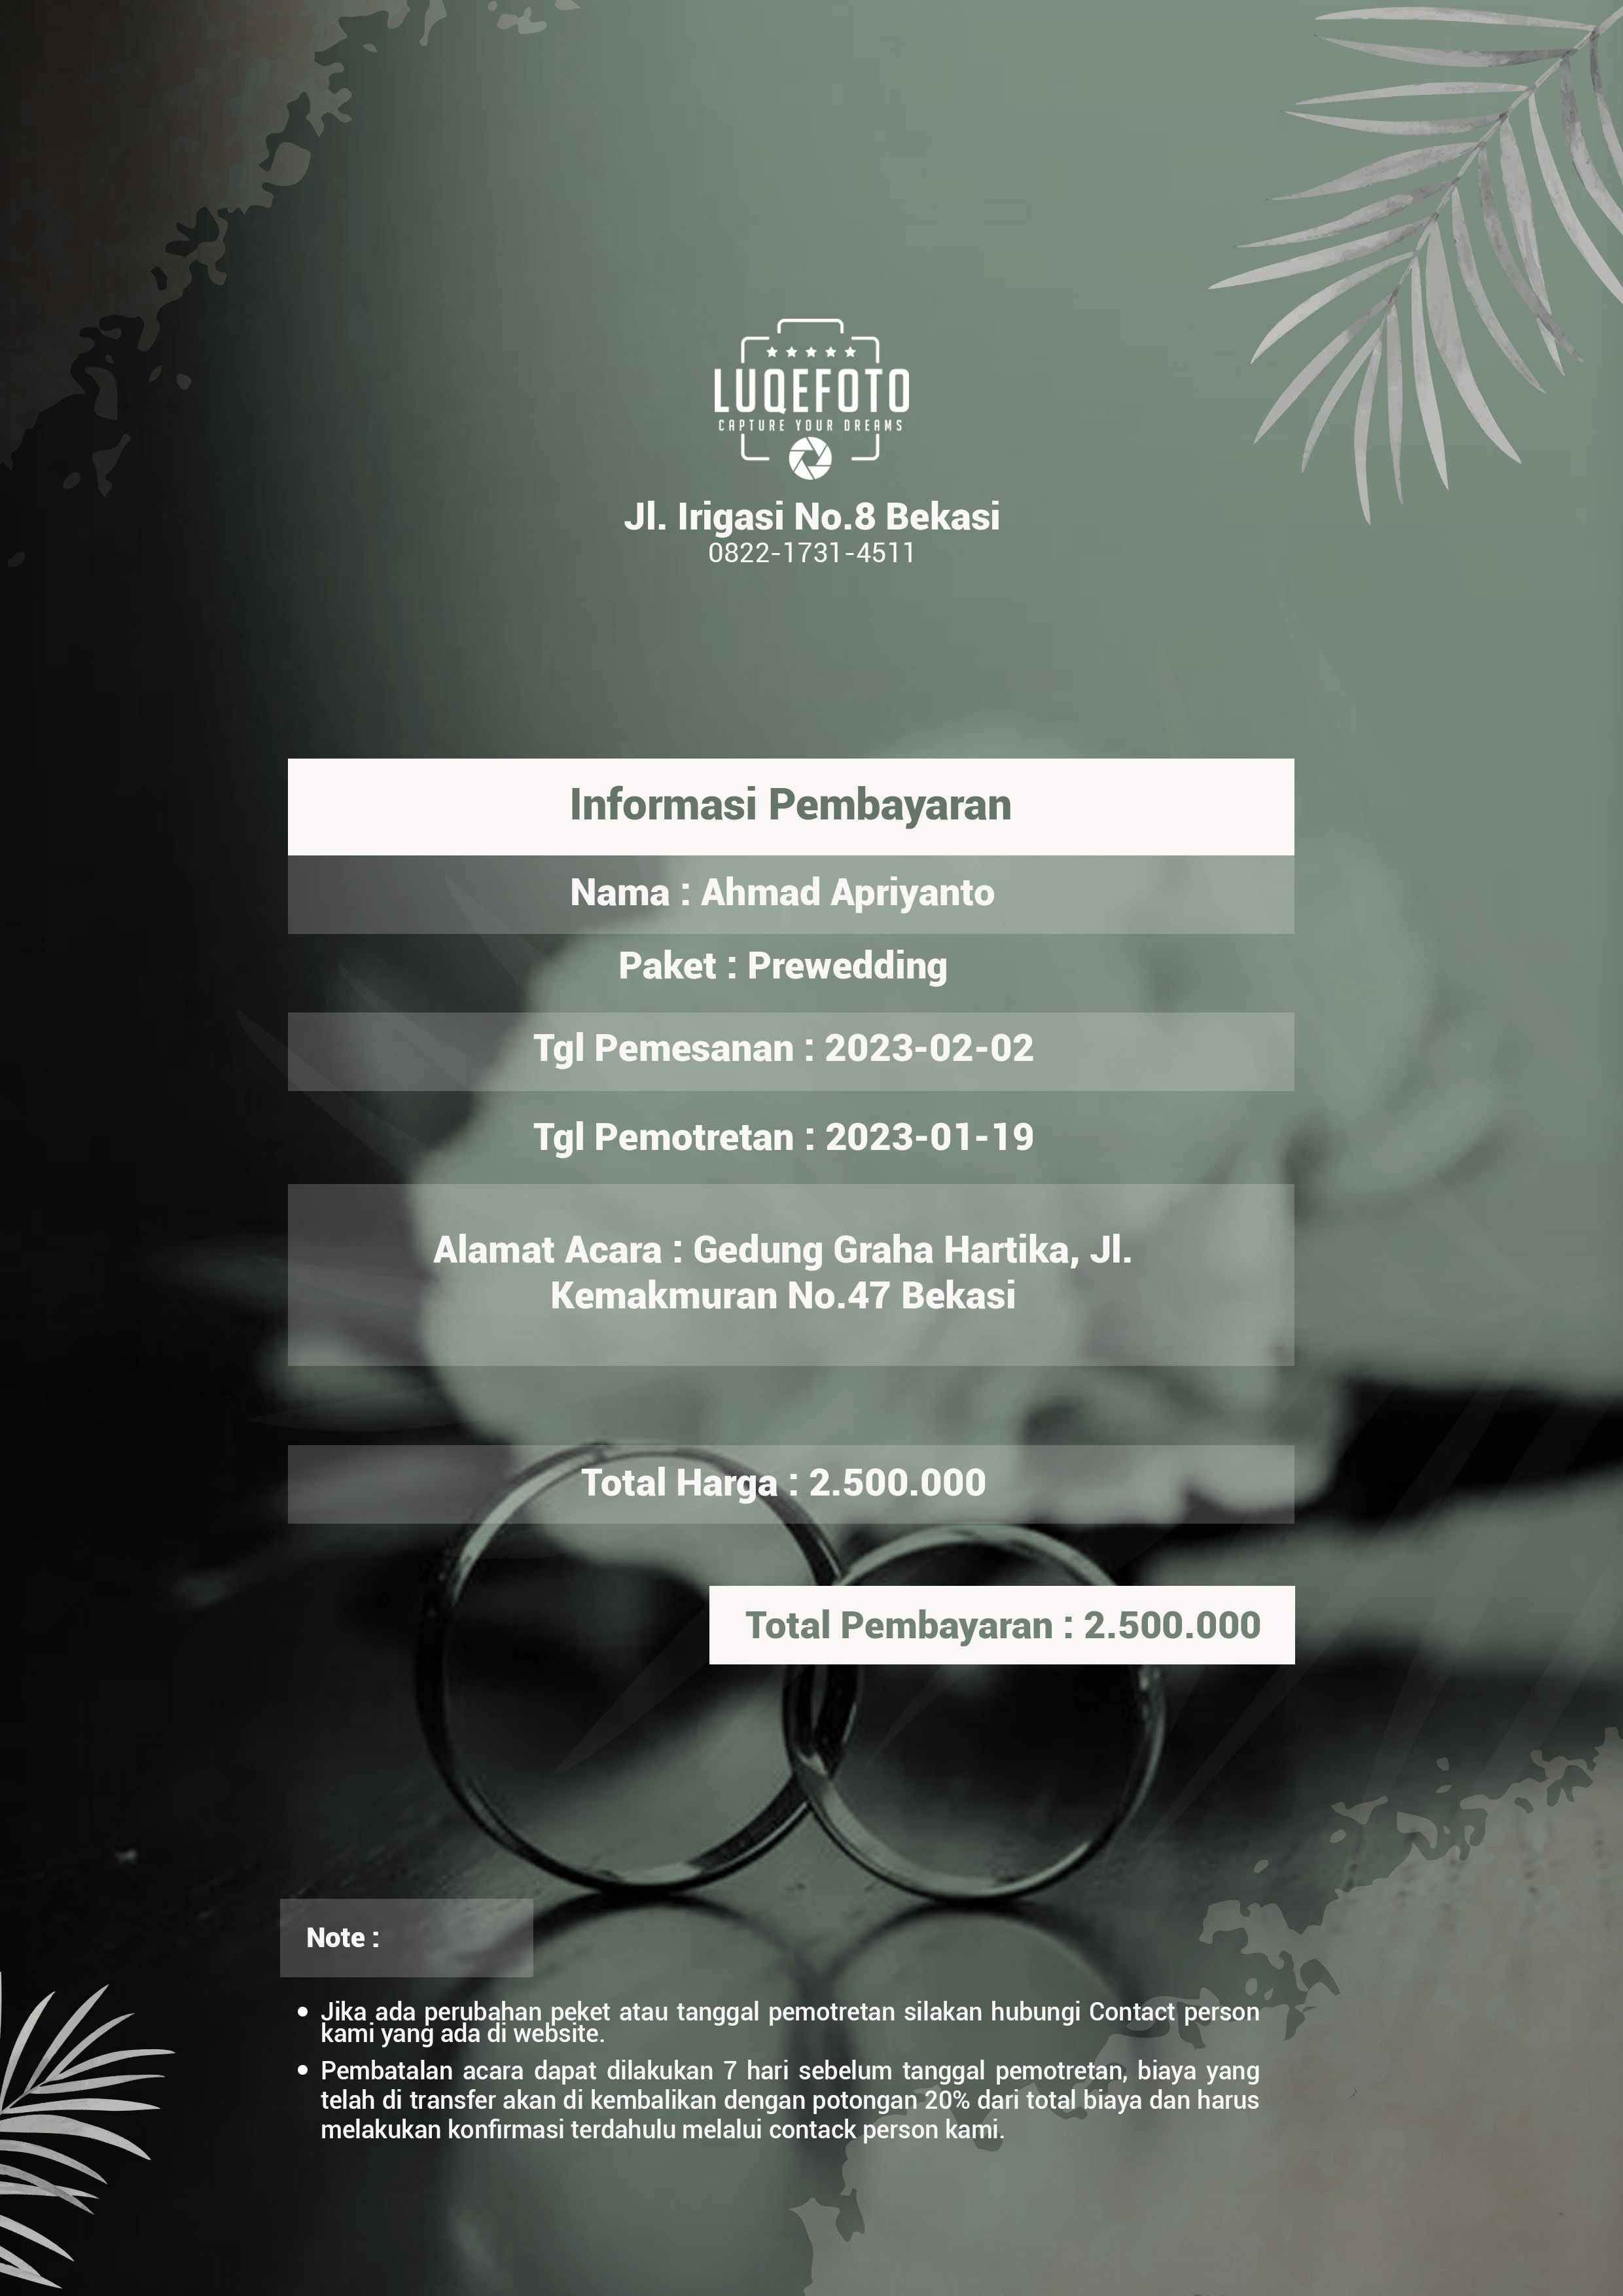 LUQEFOTO
CAPTURE YOUR DREAMS
Jl. Irigasi No.8 Bekasi
0822-1731-4511
Informasi Pembayaran
Nama : Ahmad Apriyanto
Paket : Prewedding
Tgl Pemesanan : 2023-02-02
Tgl Pemotretan : 2023-01-19
Alamat Acara : Gedung Graha Hartika, Jl.
Kemakmuran No.47 Bekasi
Total Harga : 2.500.000
Total Pembayaran : 2.500.000
Note :
• Jika ada perubahan peket atau tanggal pemotretan silakan hubungi Contact person
kami yang ada di website.
• Pembatalan acara dapat dilakukan 7 hari sebelum tanggal pemotretan, biaya yang
telah di transfer akan di kembalikan dengan potongan 20% dari total biaya dan harus
melakukan konfirmasi terdahulu melalui contack person kami.